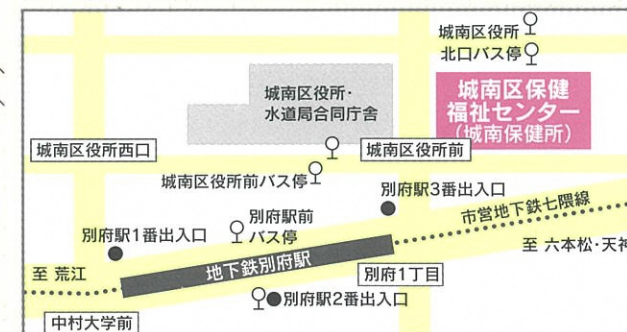 城南区役所
北口バス停
城南区保健
福祉センター
(城南保健所)
城南区役所・
水道局合同庁舎
城南区役所西口
城南区役所前
城南区役所前バス停
別府駅3番出入口
市営地下鉄七隈線
別府駅前
バス停
別府駅1番出入口
至 六本松・天神
地下鉄別府駅
別府1丁目
至 荒江
別府駅2番出入口
中村大学前